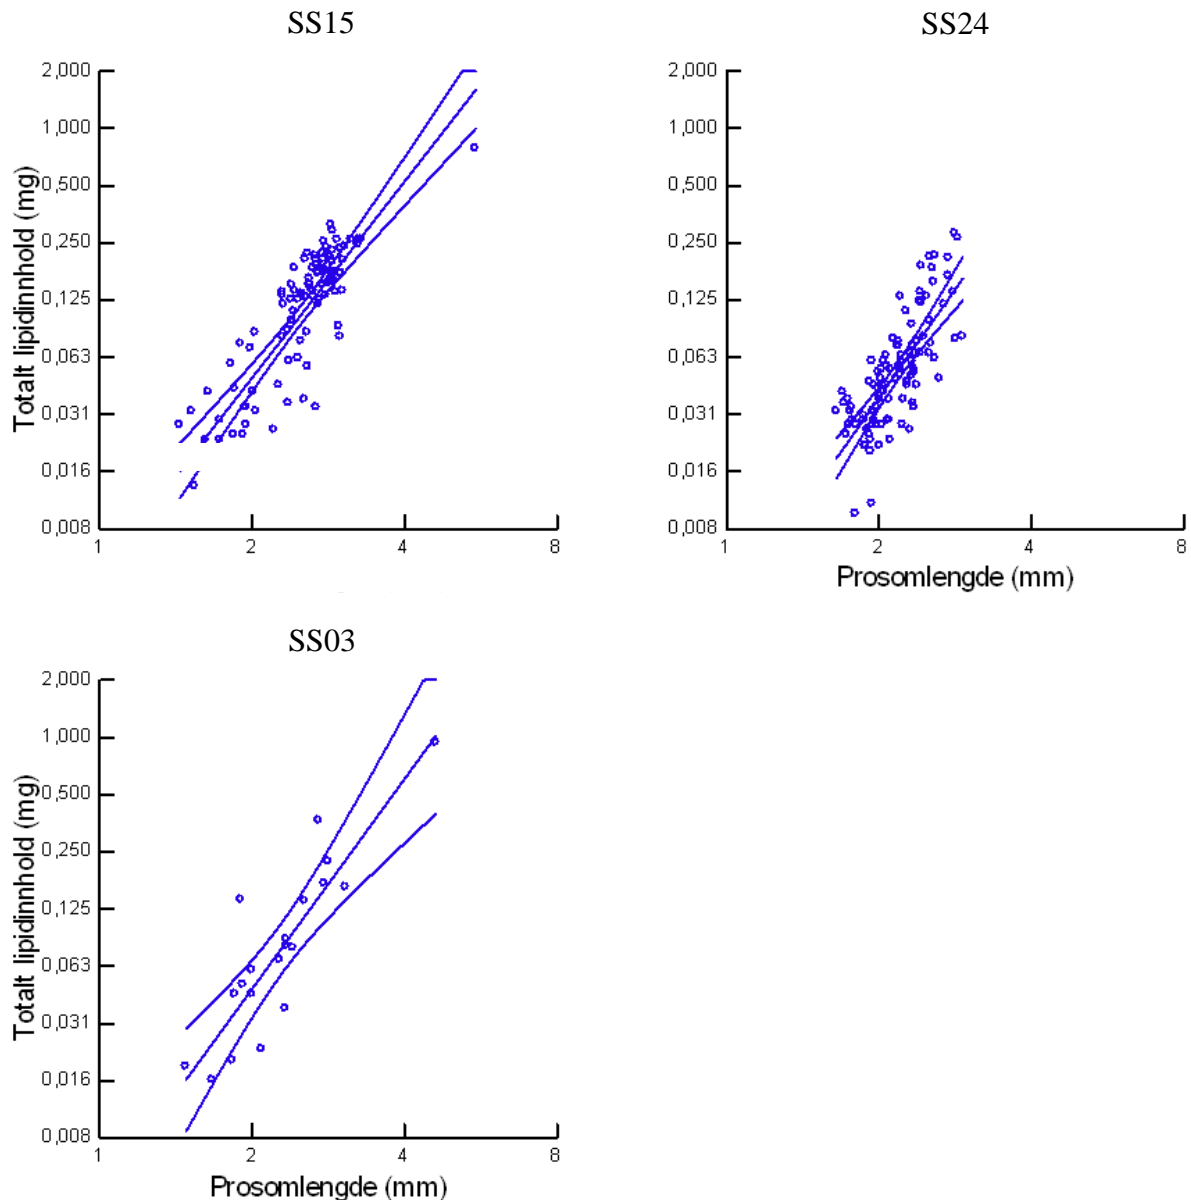 SS15
Totalt lipidinnhold (mg)
2,000
1,000
0,500
0,250
0,125
0,063
0,031
0,016
0,008
1 2 4 8
SS24
2,000
1,000
0,500
0,250
0,125
0,063
0,031
0,016
0,008
1 2 4 8
Prosomlengde (mm)
SS03
Totalt lipidinnhold (mg)
2,000
1,000
0,500
0,250
0,125
0,063
0,031
0,016
0,008
1 2 4 8
Prosomlengde (mm)